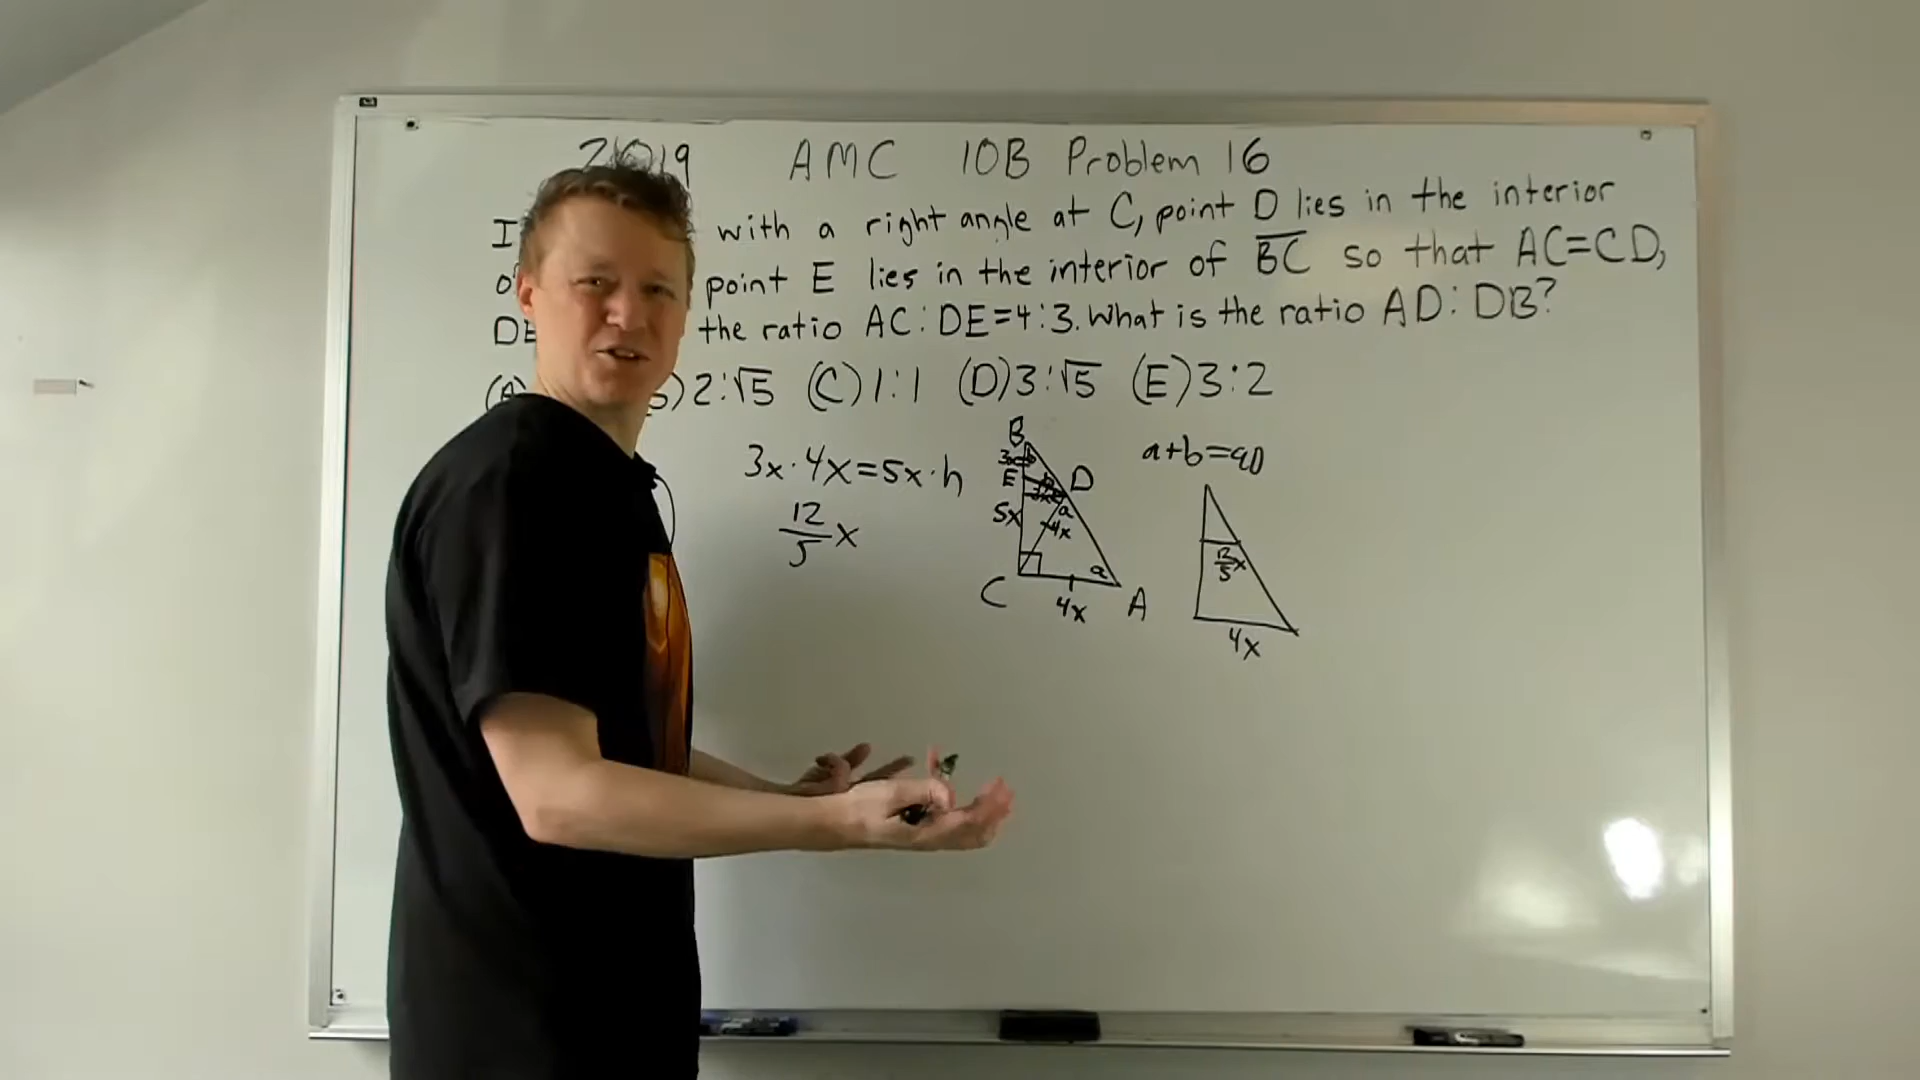 2019 AMC 10B Problem 16
with a right angle at C, point D lies in the interior
point E lies in the interior of BC so that AC=CD,
the ratio AC:DE=4:3. What is the ratio AD:DB?
(A) ) 2:√5 (C) 1:1 (D) 3:√5 (E) 3:2
3x·4x=5x·h
12/5 x
B
3x b
E
b D
3x
a
5x
4x
a
C
4x
A
a+b=90
12/5 x
4x